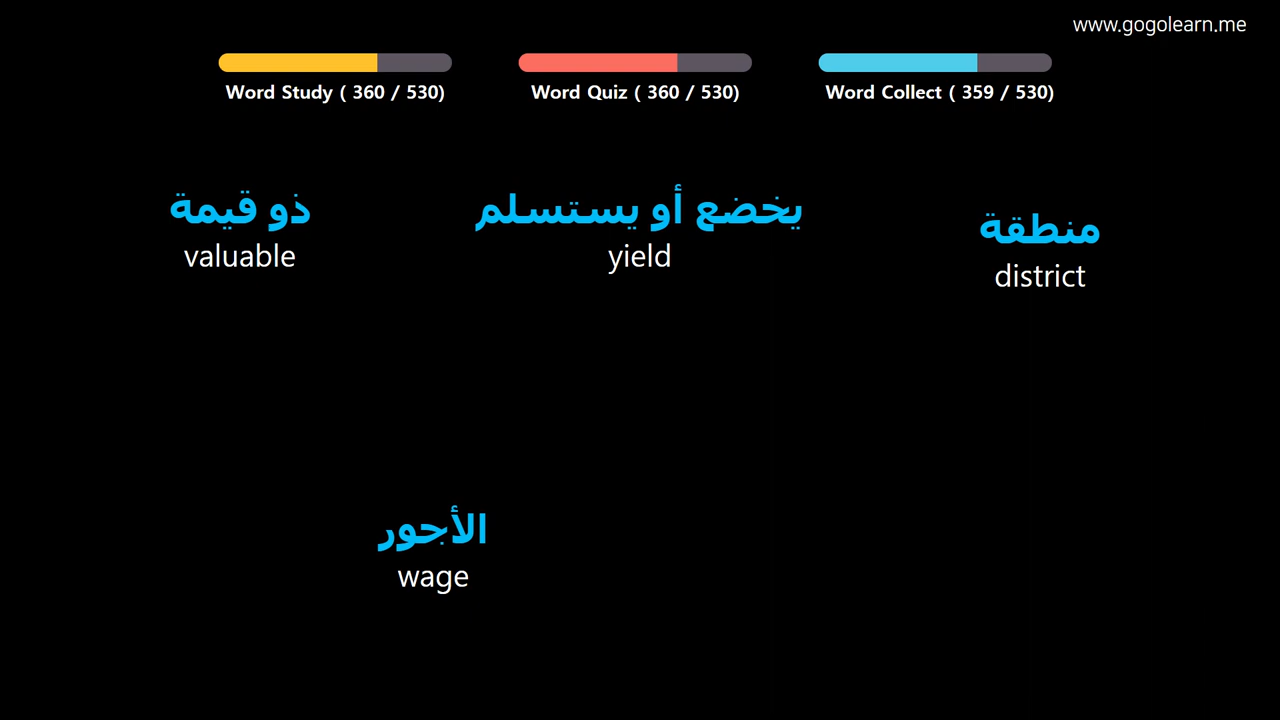 www.gogolearn.me
Word Study ( 360 / 530)
Word Quiz ( 360 / 530)
Word Collect ( 359 / 530)
ذو قيمة
valuable
يخضع أو يستسلم
yield
منطقة
district
الأجور
wage